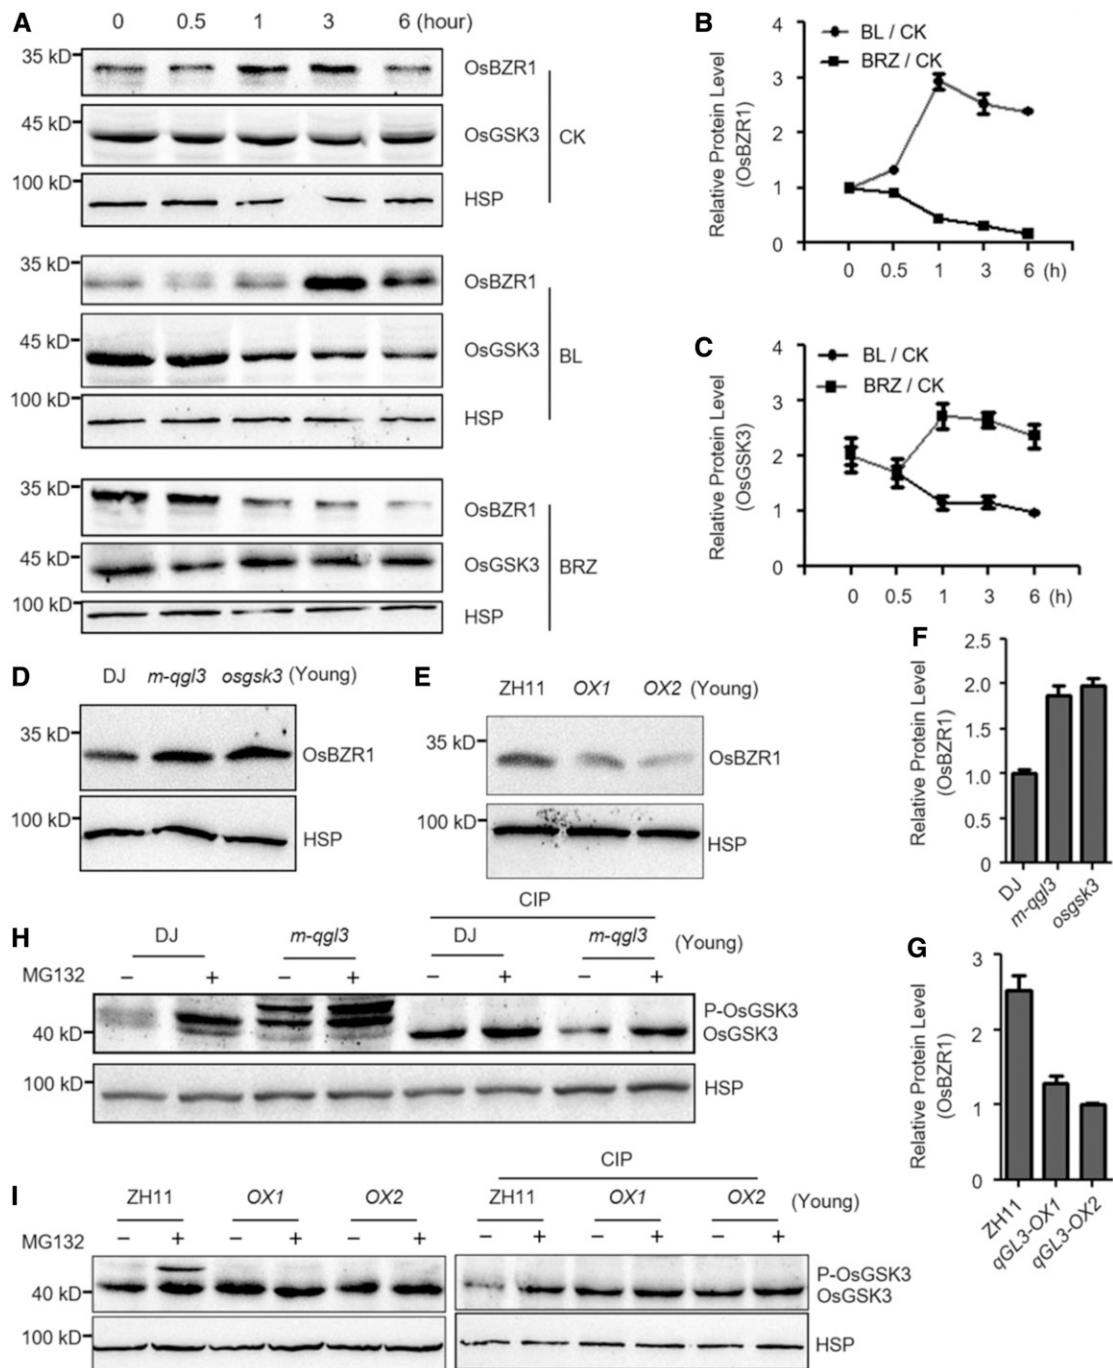 A
0 0.5 1 3 6 (hour)
35 kD
OsBZR1
45 kD
OsGSK3
CK
100 kD
HSP
35 kD
OsBZR1
45 kD
OsGSK3
BL
100 kD
HSP
35 kD
OsBZR1
45 kD
OsGSK3
BRZ
100 kD
HSP
B
BL / CK
BRZ / CK
Relative Protein Level
(OsBZR1)
4
3
2
1
0
0 0.5 1 3 6 (h)
C
BL / CK
BRZ / CK
Relative Protein Level
(OsGSK3)
4
3
2
1
0
0 0.5 1 3 6 (h)
D
DJ m-qgl3 osgsk3 (Young)
35 kD
OsBZR1
100 kD
HSP
E
ZH11 OX1 OX2 (Young)
35 kD
OsBZR1
100 kD
HSP
F
Relative Protein Level
(OsBZR1)
2.5
2.0
1.5
1.0
0.5
0
DJ
m-qgl3
osgsk3
G
Relative Protein Level
(OsBZR1)
3
2
1
0
ZH11
qGL3-OX1
qGL3-OX2
H
CIP
DJ m-qgl3 DJ m-qgl3 (Young)
MG132 − + − + − + − +
P-OsGSK3
40 kD
OsGSK3
100 kD
HSP
I
CIP
ZH11 OX1 OX2 ZH11 OX1 OX2 (Young)
MG132 − + − + − + − + − + − +
P-OsGSK3
40 kD
OsGSK3
100 kD
HSP